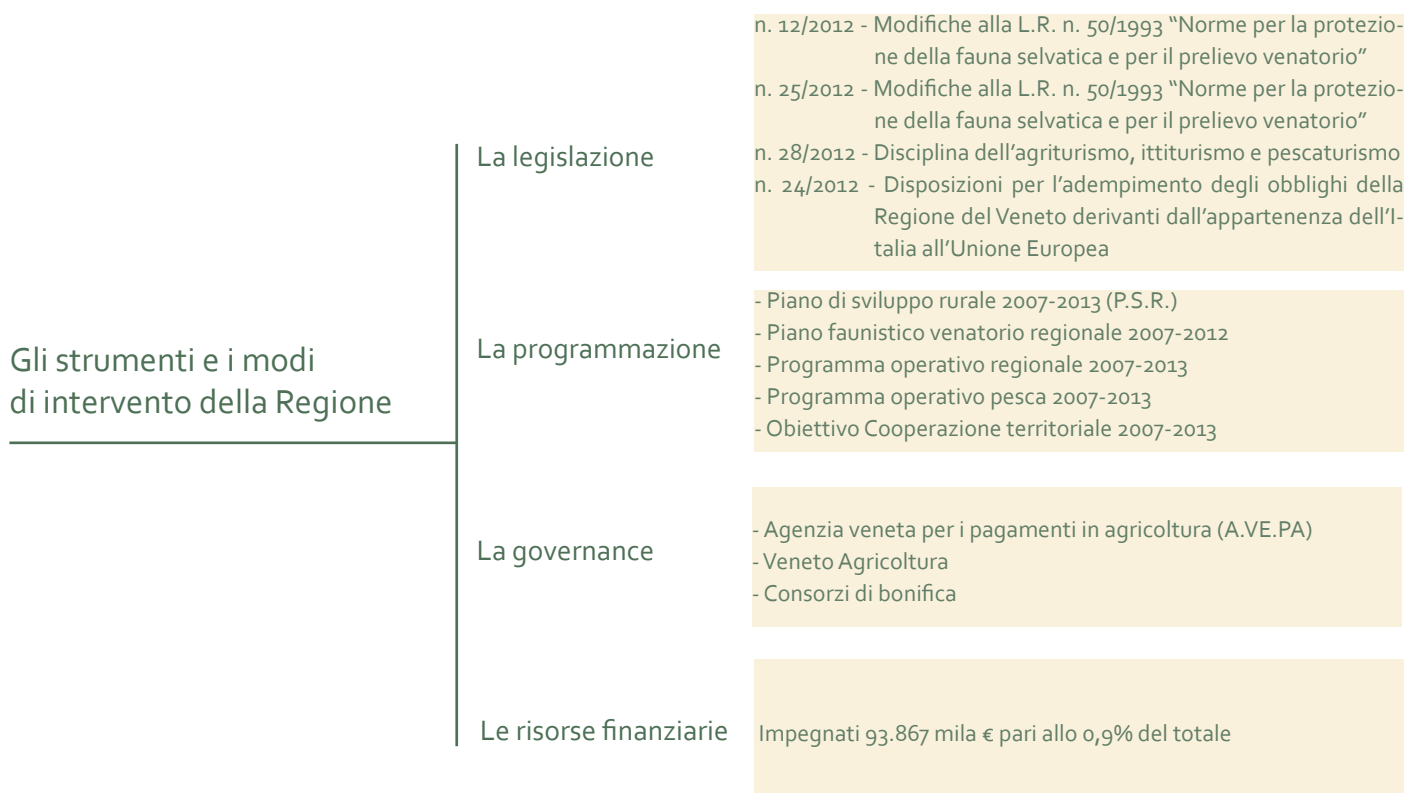 Gli strumenti e i modi
di intervento della Regione
La legislazione
n. 12/2012 - Modifiche alla L.R. n. 50/1993 “Norme per la protezio-
ne della fauna selvatica e per il prelievo venatorio”
n. 25/2012 - Modifiche alla L.R. n. 50/1993 “Norme per la protezio-
ne della fauna selvatica e per il prelievo venatorio”
n. 28/2012 - Disciplina dell’agriturismo, ittiturismo e pescaturismo
n. 24/2012 - Disposizioni per l’adempimento degli obblighi della
Regione del Veneto derivanti dall’appartenenza dell’I-
talia all’Unione Europea
La programmazione
- Piano di sviluppo rurale 2007-2013 (P.S.R.)
- Piano faunistico venatorio regionale 2007-2012
- Programma operativo regionale 2007-2013
- Programma operativo pesca 2007-2013
- Obiettivo Cooperazione territoriale 2007-2013
La governance
- Agenzia veneta per i pagamenti in agricoltura (A.VE.PA)
- Veneto Agricoltura
- Consorzi di bonifica
Le risorse finanziarie
Impegnati 93.867 mila € pari allo 0,9% del totale